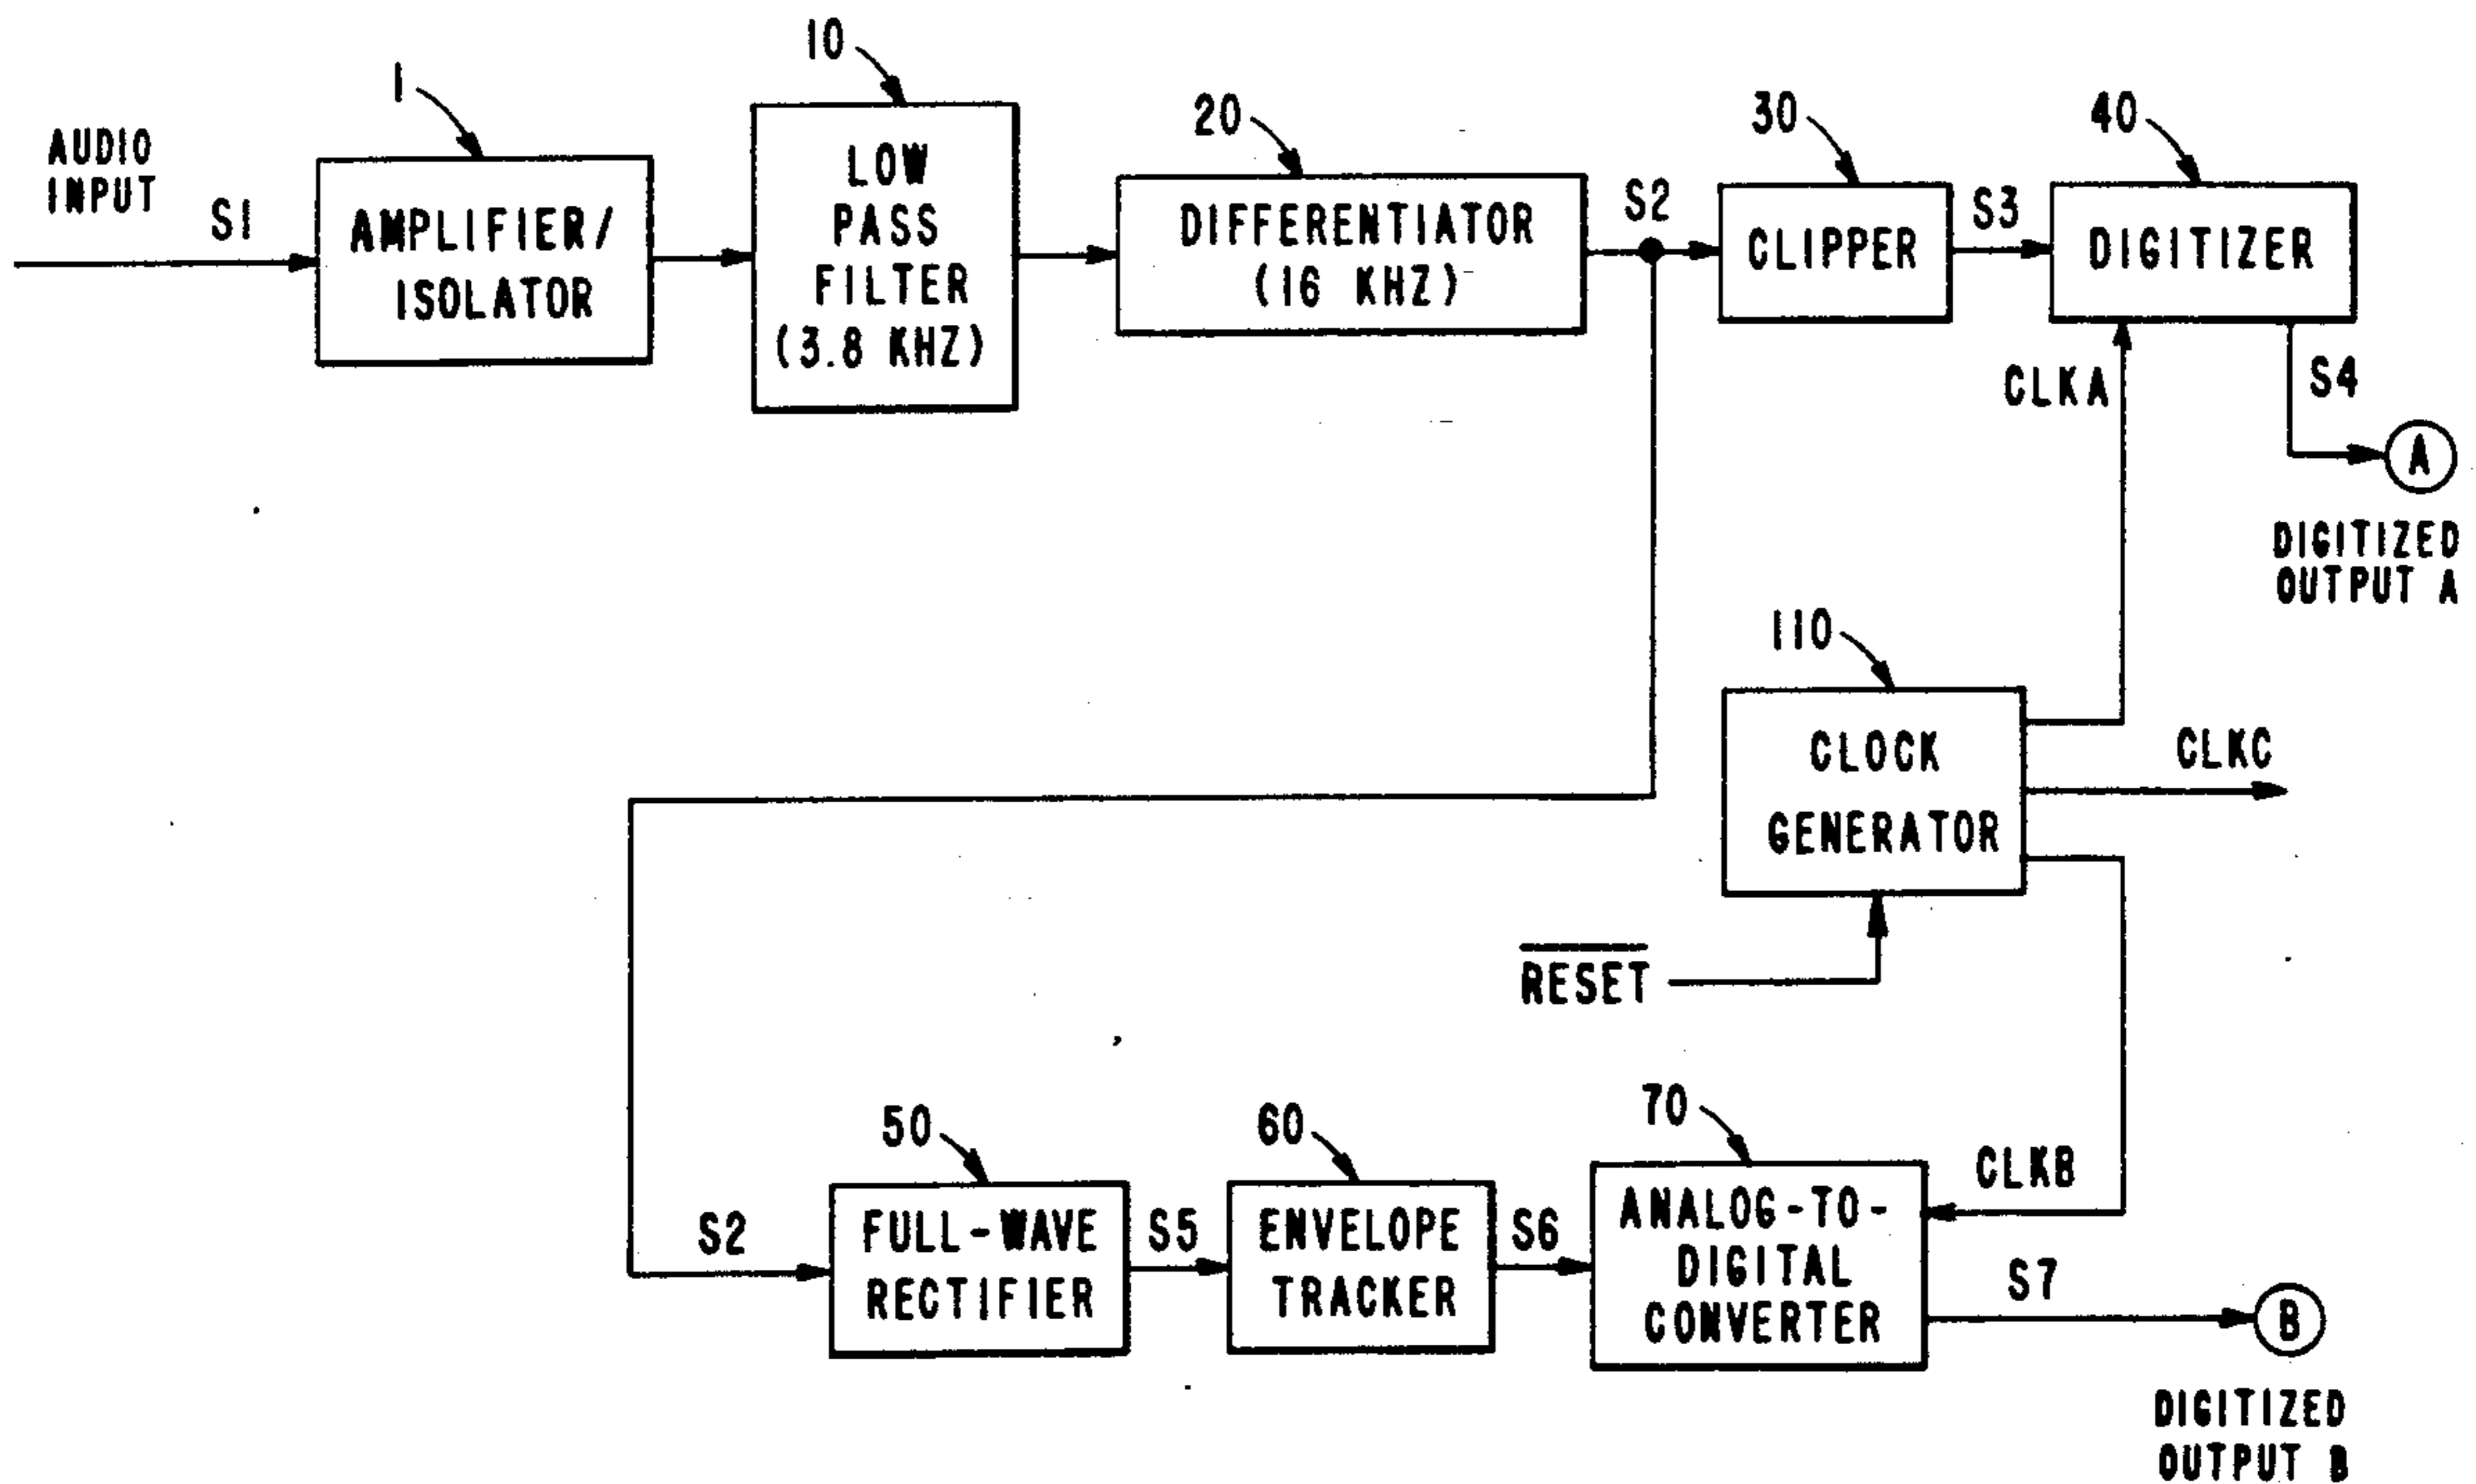 AUDIO
INPUT
S1
1
AMPLIFIER/
ISOLATOR
10
LOW
PASS
FILTER
(3.8 KHZ)
20
DIFFERENTIATOR
(16 KHZ)
S2
30
CLIPPER
S3
40
DIGITIZER
CLKA
S4
A
DIGITIZED
OUTPUT A
110
CLOCK
GENERATOR
CLKC
RESET
S2
50
FULL-WAVE
RECTIFIER
S5
60
ENVELOPE
TRACKER
S6
70
ANALOG-TO-
DIGITAL
CONVERTER
CLKB
S7
B
DIGITIZED
OUTPUT B